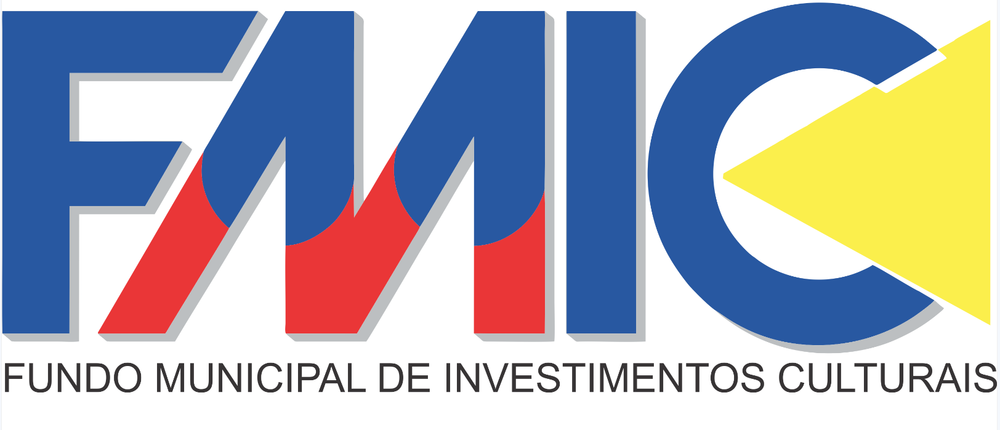 FMIC
FUNDO MUNICIPAL DE INVESTIMENTOS CULTURAIS